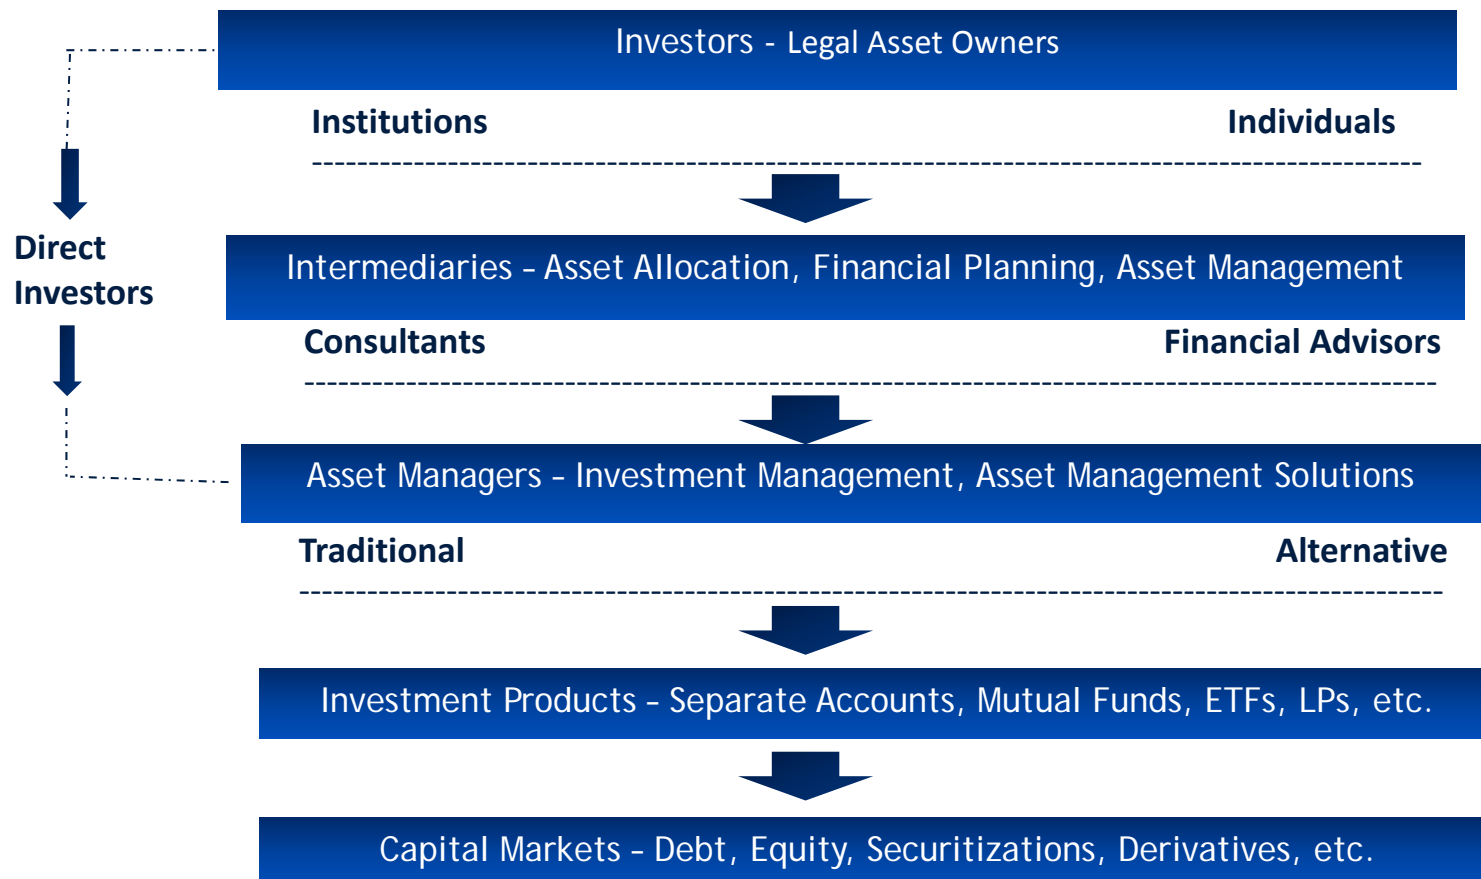 Investors - Legal Asset Owners
Institutions Individuals
Direct
Investors
Intermediaries – Asset Allocation, Financial Planning, Asset Management
Consultants Financial Advisors
Asset Managers – Investment Management, Asset Management Solutions
Traditional Alternative
Investment Products – Separate Accounts, Mutual Funds, ETFs, LPs, etc.
Capital Markets – Debt, Equity, Securitizations, Derivatives, etc.